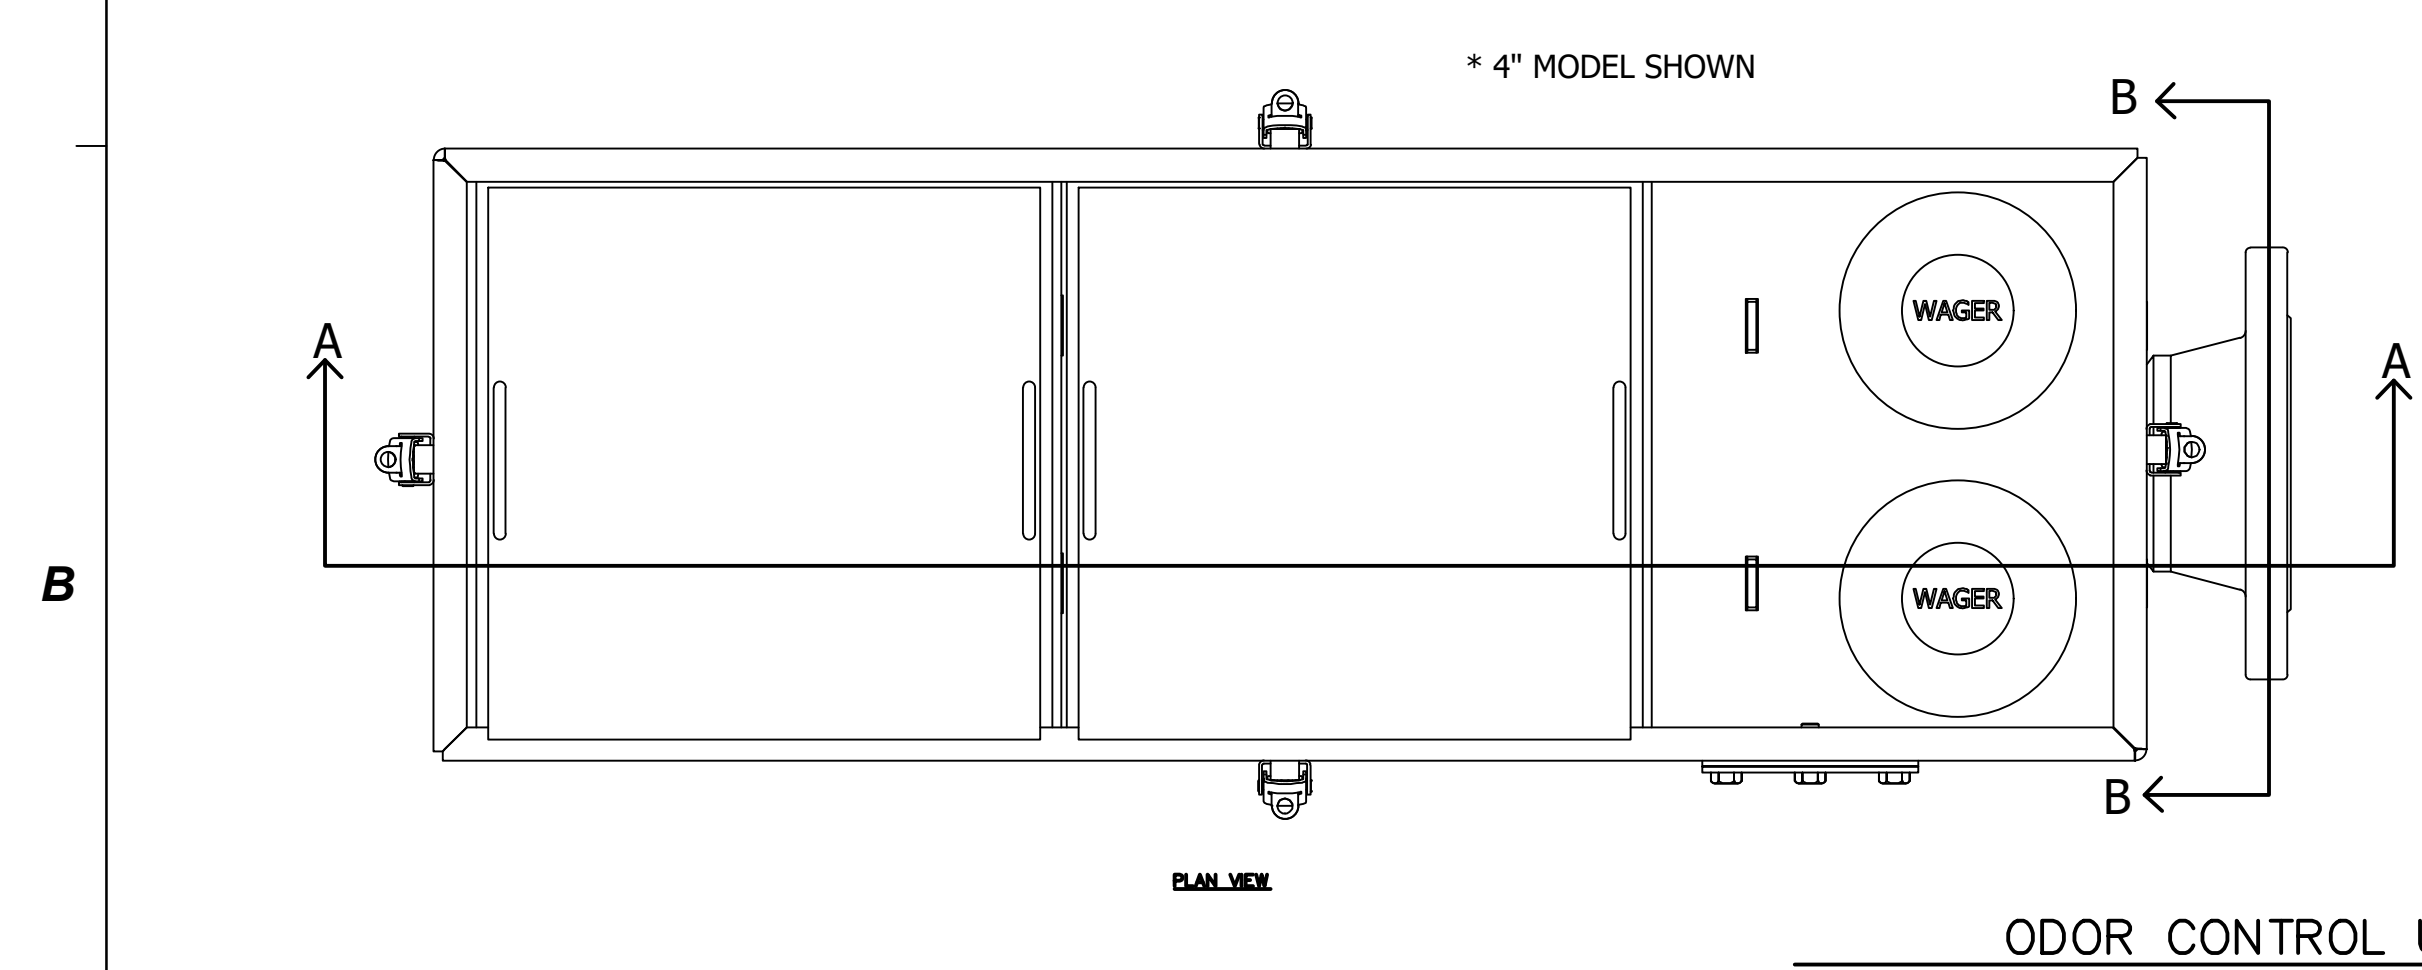 * 4" MODEL SHOWN
B
A
WAGER
A
B
WAGER
B
PLAN VIEW
ODOR CONTROL